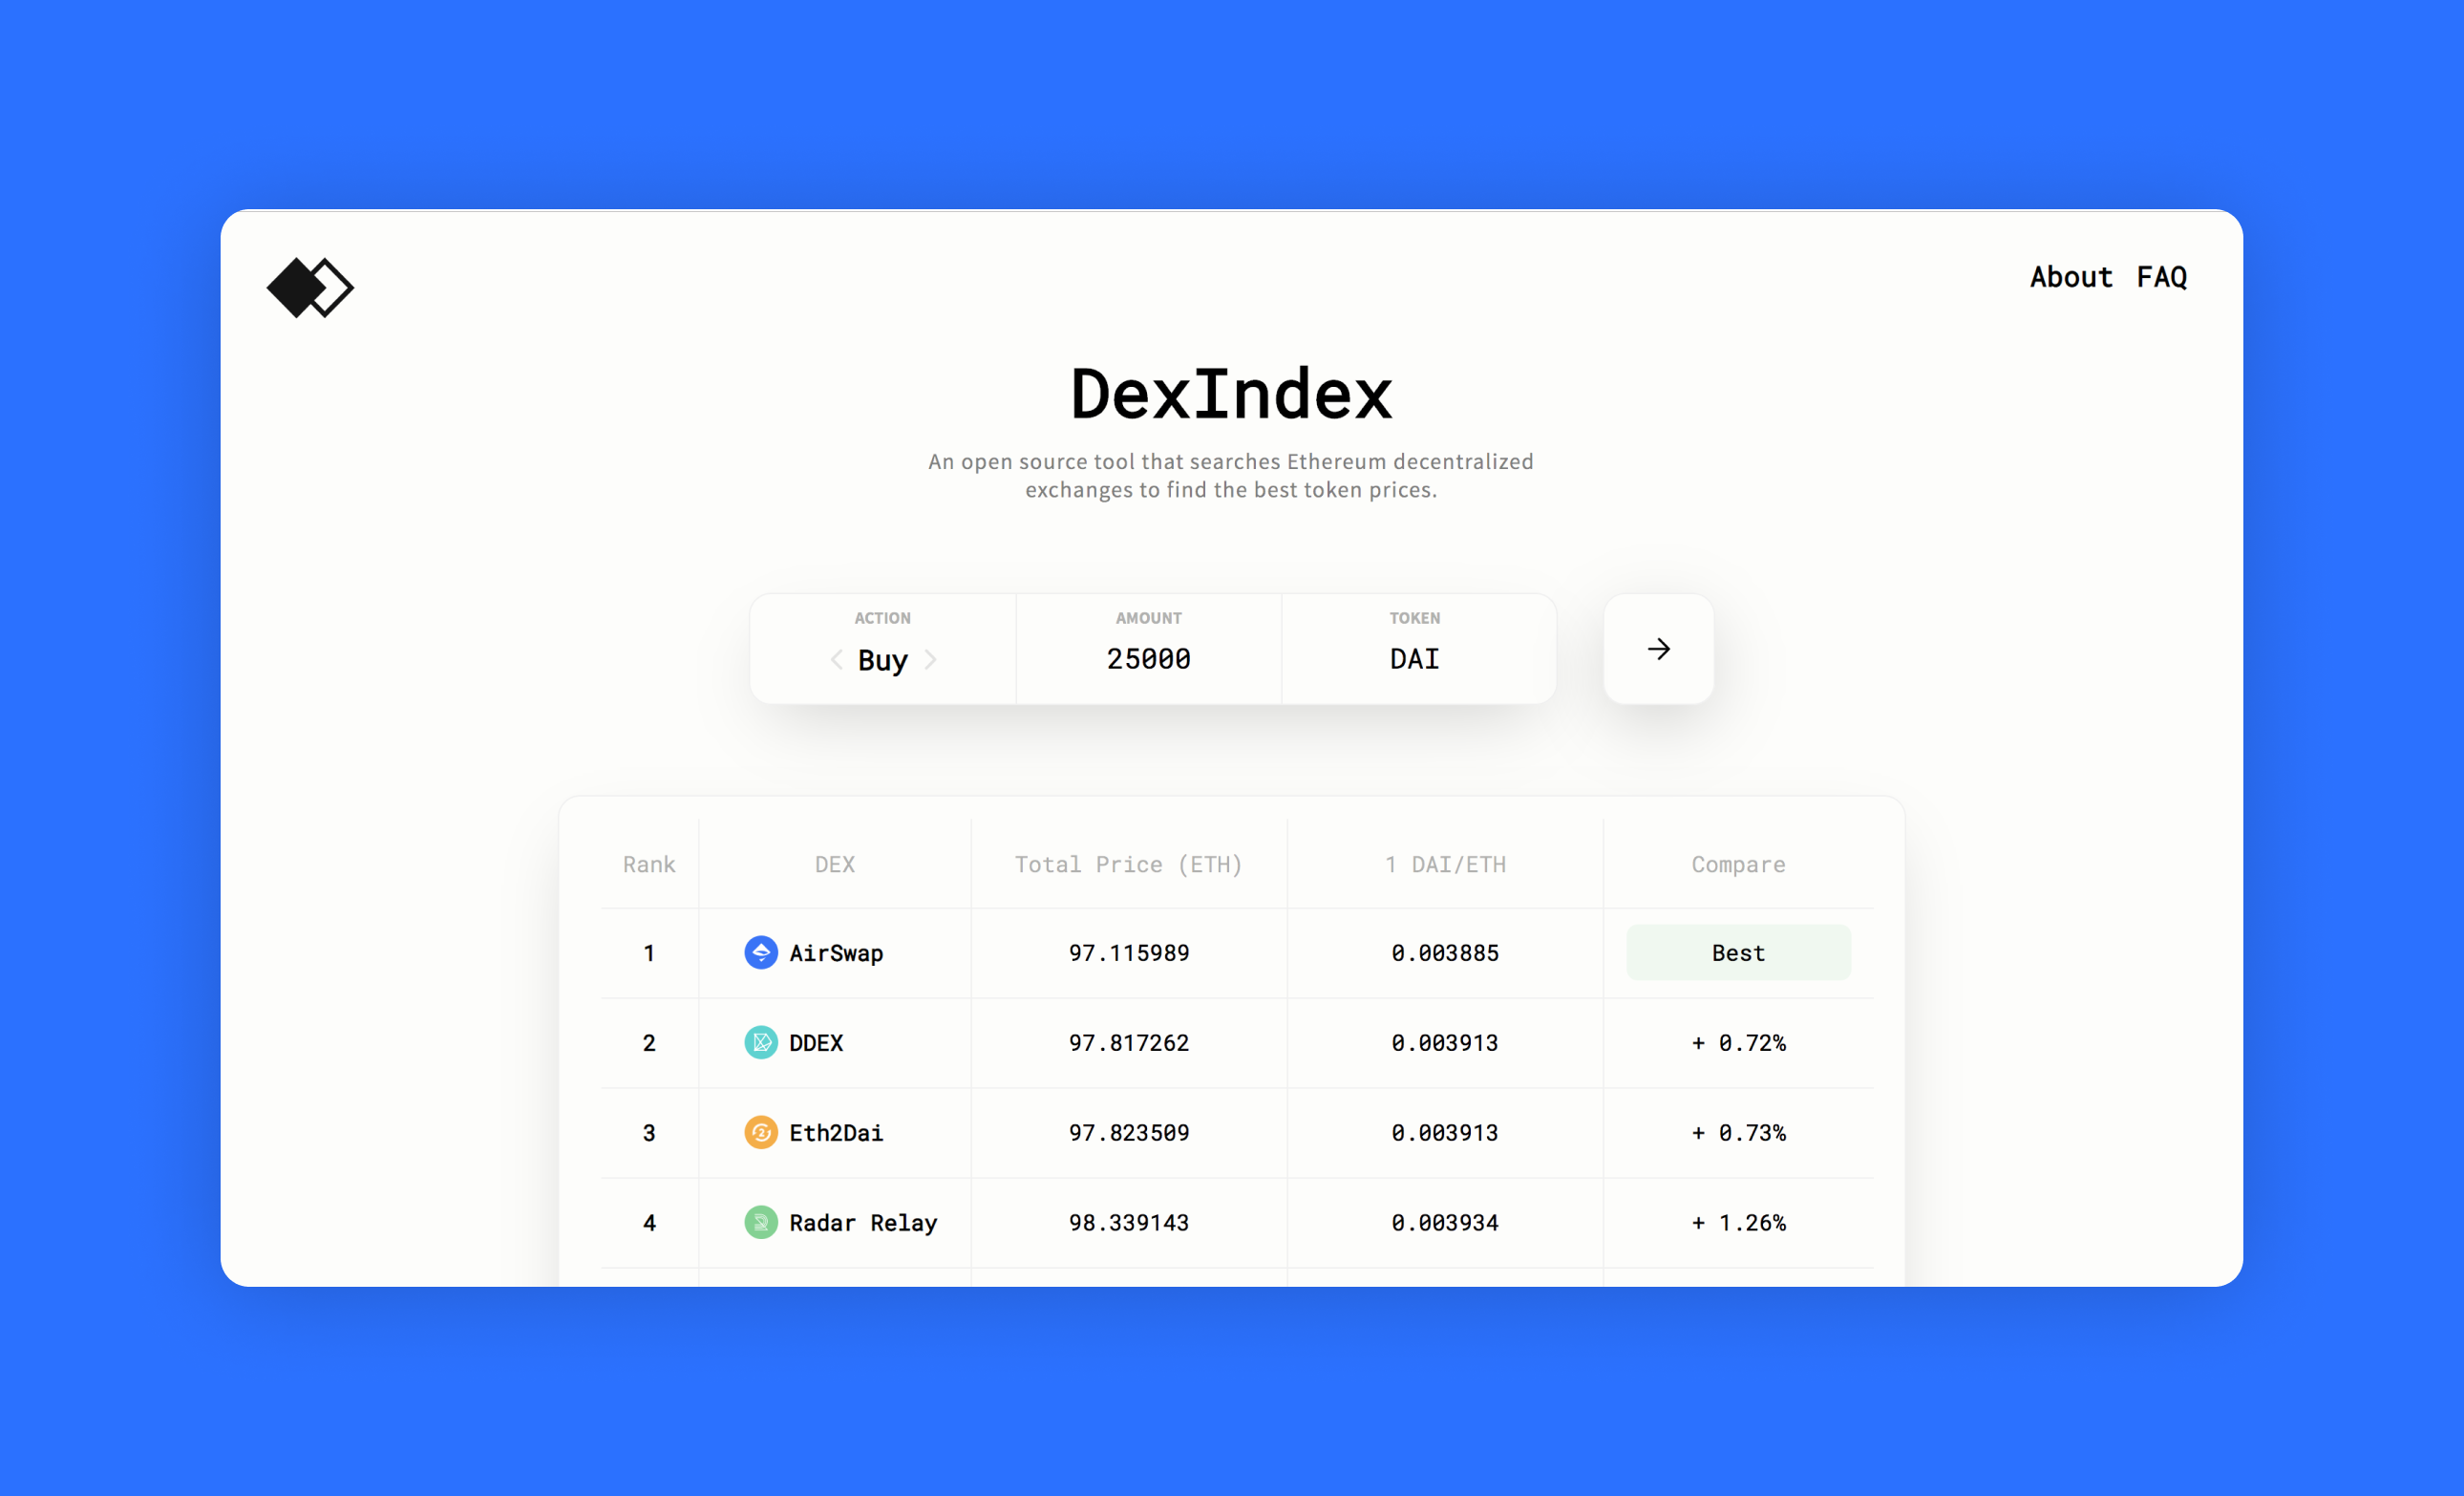 About FAQ
DexIndex
An open source tool that searches Ethereum decentralized
exchanges to find the best token prices.
ACTION AMOUNT TOKEN
< Buy > 25000 DAI →
Rank DEX Total Price (ETH) 1 DAI/ETH Compare
1 AirSwap 97.115989 0.003885 Best
2 DDEX 97.817262 0.003913 + 0.72%
3 Eth2Dai 97.823509 0.003913 + 0.73%
4 Radar Relay 98.339143 0.003934 + 1.26%